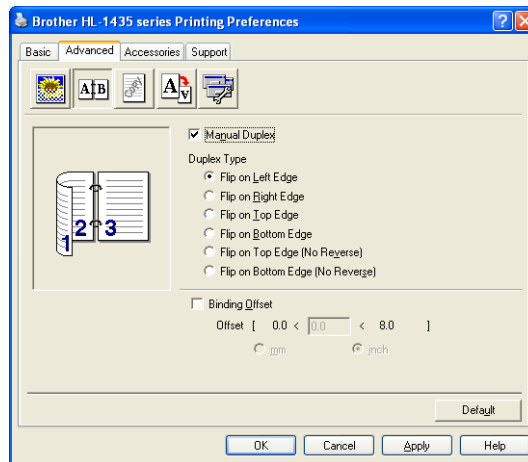 Brother HL-1435 series Printing Preferences
Basic Advanced Accessories Support
A B Copy A A
1 2 3
Manual Duplex
Duplex Type
Flip on Left Edge
Flip on Right Edge
Flip on Top Edge
Flip on Bottom Edge
Flip on Top Edge (No Reverse)
Flip on Bottom Edge (No Reverse)
Binding Offset
Offset [ 0.0 < 0.0 < 8.0 ]
mm inch
Default
OK Cancel Apply Help